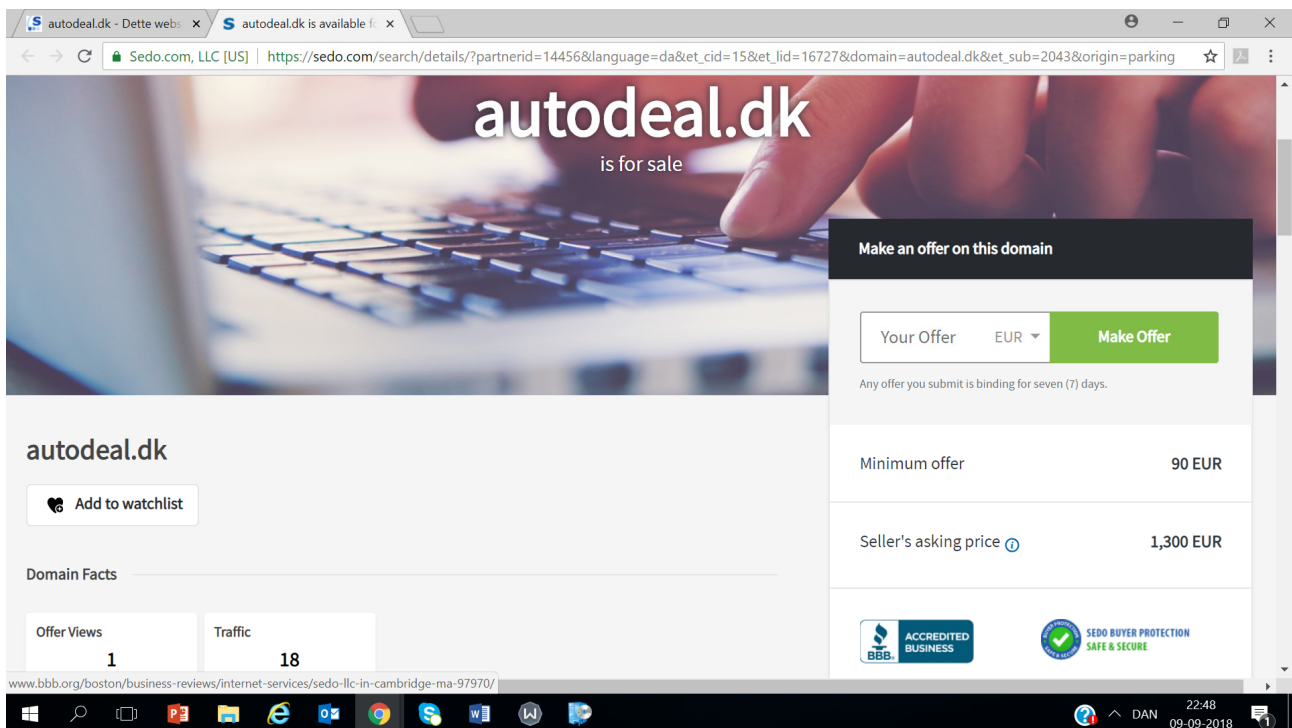 autodeal.dk - Dette webs
autodeal.dk is available fo
Sedo.com, LLC [US] https://sedo.com/search/details/?partnerid=14456&language=da&et_cid=15&et_lid=16727&domain=autodeal.dk&et_sub=2043&origin=parking
autodeal.dk
is for sale
Make an offer on this domain
Your Offer EUR Make Offer
Any offer you submit is binding for seven (7) days.
autodeal.dk
Add to watchlist
Minimum offer 90 EUR
Seller's asking price 1,300 EUR
Domain Facts
Offer Views
1
Traffic
18
BBB.
ACCREDITED
BUSINESS
SEDO BUYER PROTECTION
SAFE & SECURE
www.bbb.org/boston/business-reviews/internet-services/sedo-llc-in-cambridge-ma-97970/
DAN
22:48
09-09-2018